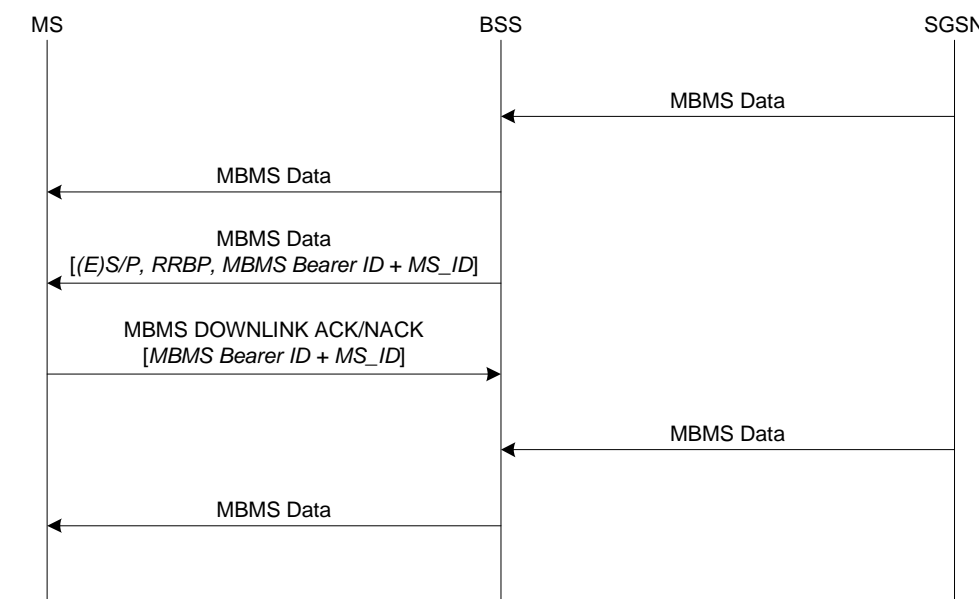 MS BSS SGSN
MBMS Data
MBMS Data
MBMS Data
[(E)S/P, RRBP, MBMS Bearer ID + MS_ID]
MBMS DOWNLINK ACK/NACK
[MBMS Bearer ID + MS_ID]
MBMS Data
MBMS Data